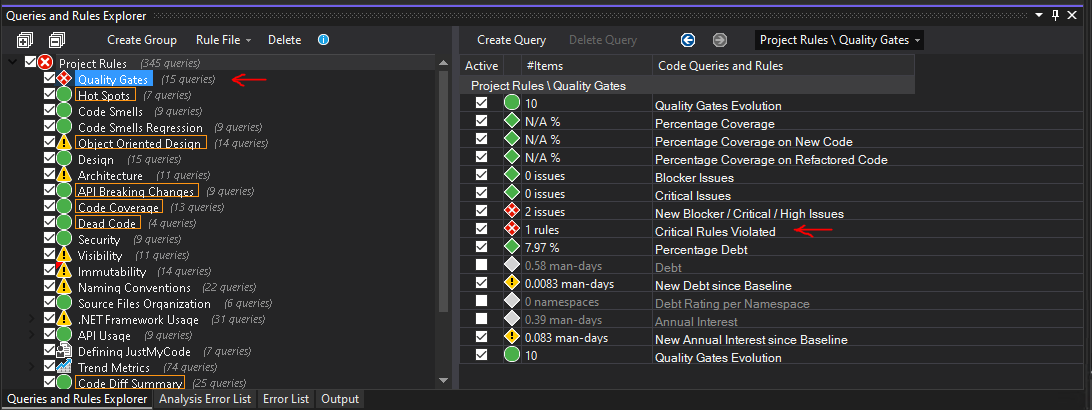 Queries and Rules Explorer
Create Group Rule File Delete
Create Query Delete Query Project Rules \ Quality Gates
Project Rules (345 queries)
Quality Gates (15 queries)
Hot Spots (7 queries)
Code Smells (9 queries)
Code Smells Regression (9 queries)
Object Oriented Design (14 queries)
Design (15 queries)
Architecture (11 queries)
API Breaking Changes (9 queries)
Code Coverage (13 queries)
Dead Code (4 queries)
Security (9 queries)
Visibility (11 queries)
Immutability (14 queries)
Naming Conventions (22 queries)
Source Files Organization (6 queries)
.NET Framework Usage (31 queries)
API Usage (9 queries)
Defining JustMyCode (7 queries)
Trend Metrics (74 queries)
Code Diff Summary (25 queries)
Active #Items Code Queries and Rules
Project Rules \ Quality Gates
10 Quality Gates Evolution
N/A % Percentage Coverage
N/A % Percentage Coverage on New Code
N/A % Percentage Coverage on Refactored Code
0 issues Blocker Issues
0 issues Critical Issues
2 issues New Blocker / Critical / High Issues
1 rules Critical Rules Violated
7.97 % Percentage Debt
0.58 man-days Debt
0.0083 man-days New Debt since Baseline
0 namespaces Debt Rating per Namespace
0.39 man-days Annual Interest
0.083 man-days New Annual Interest since Baseline
10 Quality Gates Evolution
Queries and Rules Explorer Analysis Error List Error List Output